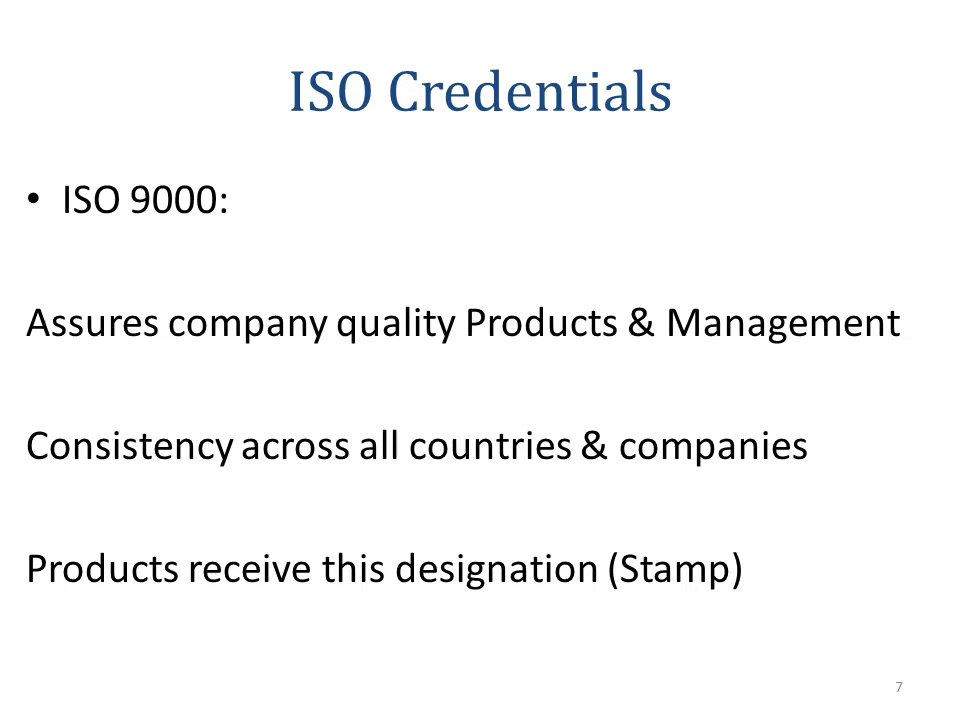 ISO Credentials
• ISO 9000:
Assures company quality Products & Management
Consistency across all countries & companies
Products receive this designation (Stamp)
7